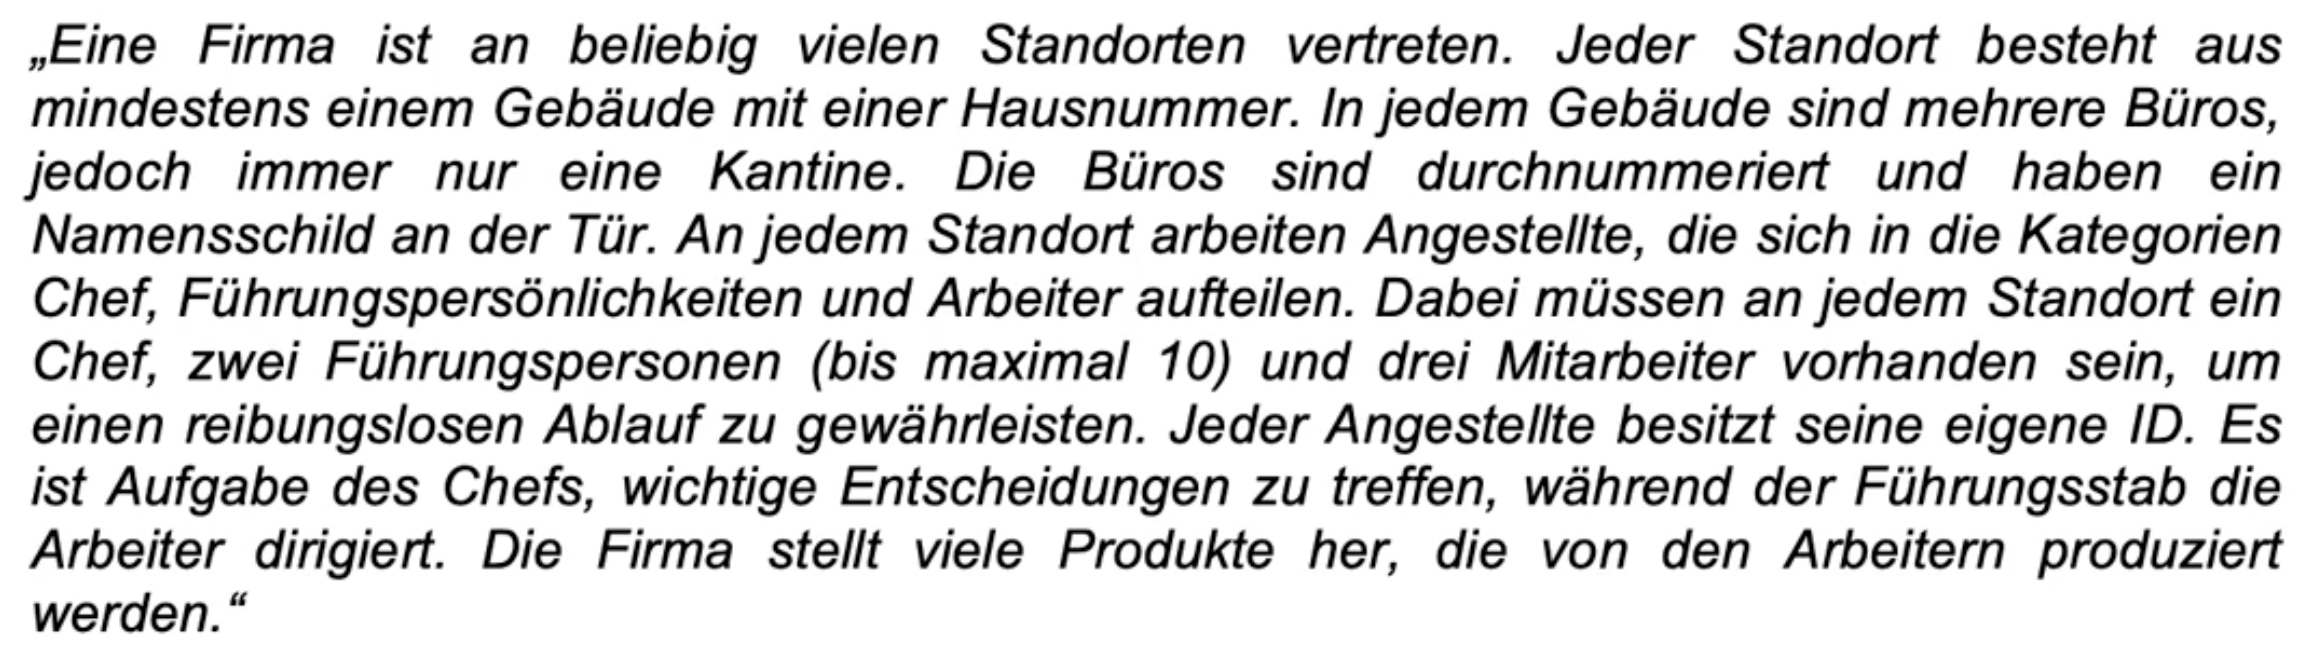 „Eine Firma ist an beliebig vielen Standorten vertreten. Jeder Standort besteht aus
mindestens einem Gebäude mit einer Hausnummer. In jedem Gebäude sind mehrere Büros,
jedoch immer nur eine Kantine. Die Büros sind durchnummeriert und haben ein
Namensschild an der Tür. An jedem Standort arbeiten Angestellte, die sich in die Kategorien
Chef, Führungspersönlichkeiten und Arbeiter aufteilen. Dabei müssen an jedem Standort ein
Chef, zwei Führungspersonen (bis maximal 10) und drei Mitarbeiter vorhanden sein, um
einen reibungslosen Ablauf zu gewährleisten. Jeder Angestellte besitzt seine eigene ID. Es
ist Aufgabe des Chefs, wichtige Entscheidungen zu treffen, während der Führungsstab die
Arbeiter dirigiert. Die Firma stellt viele Produkte her, die von den Arbeitern produziert
werden.“